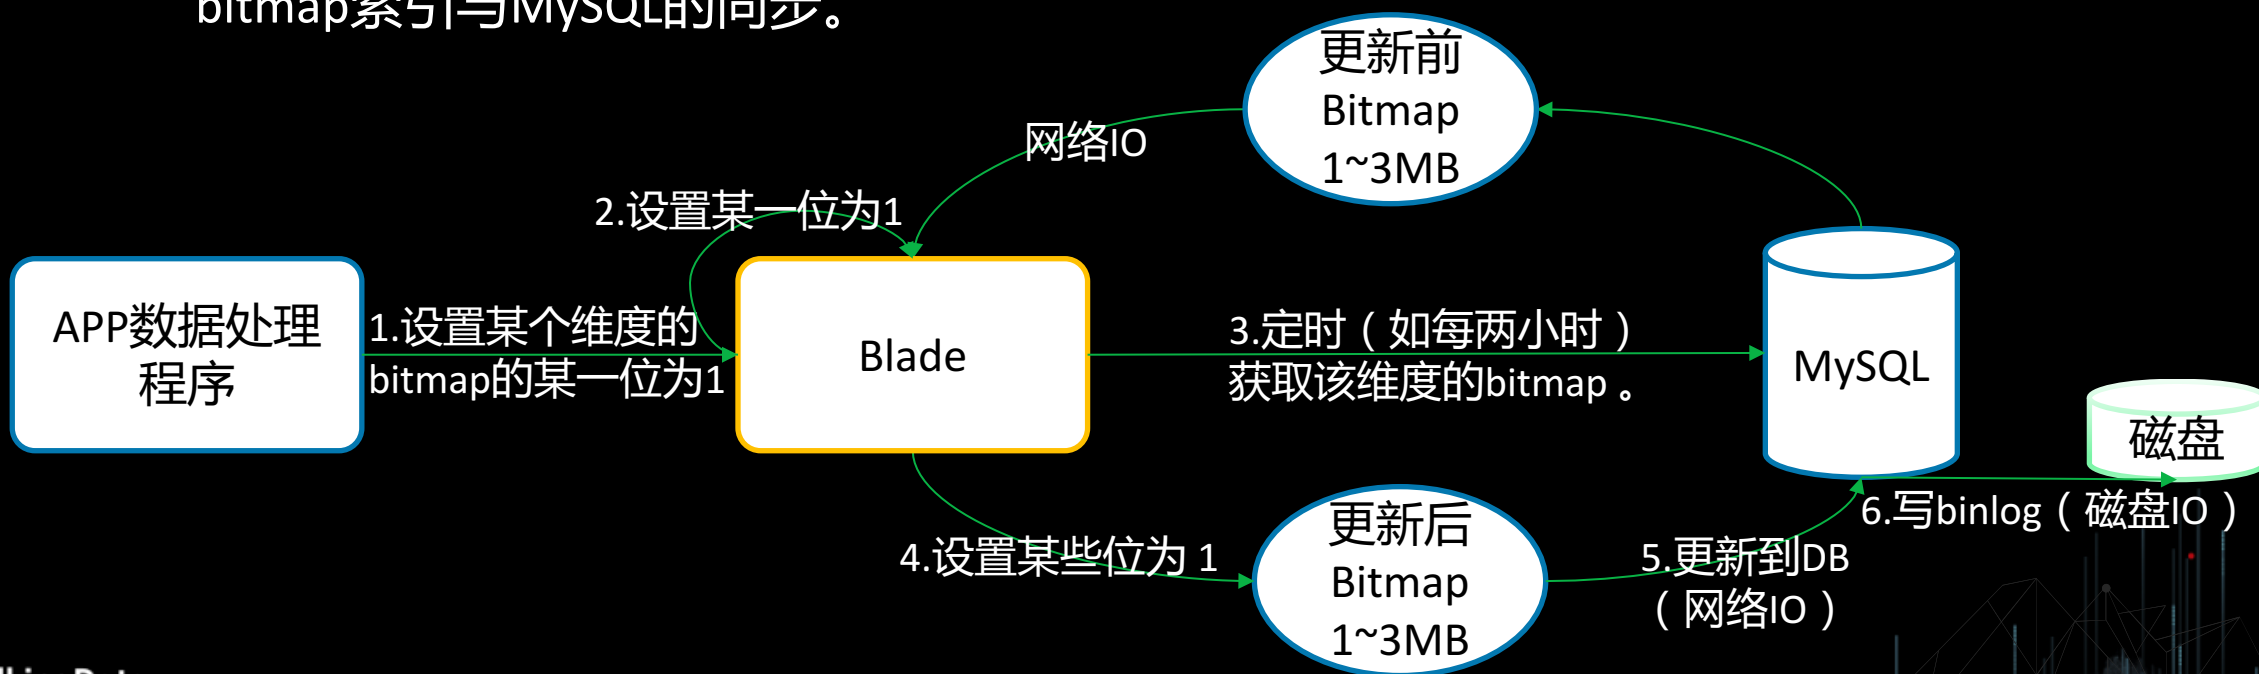 bitmap索引与MySQL的同步。
更新前
Bitmap
1~3MB
网络IO
2.设置某一位为1
APP数据处理
程序
1.设置某个维度的
bitmap的某一位为1
Blade
3.定时（如每两小时）
获取该维度的bitmap 。
MySQL
磁盘
6.写binlog（磁盘IO）
4.设置某些位为 1
更新后
Bitmap
1~3MB
5.更新到DB
（网络IO）